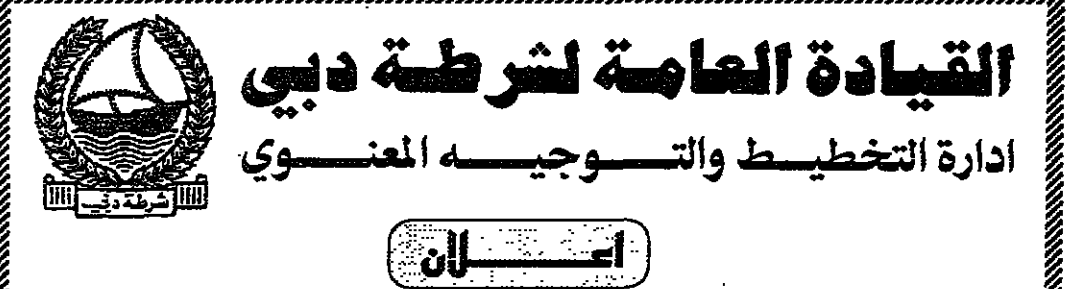 القيادة العامة لشرطة دبي
ادارة التخطيط والتوجيه المعنوي
شرطة دبي
اعلان